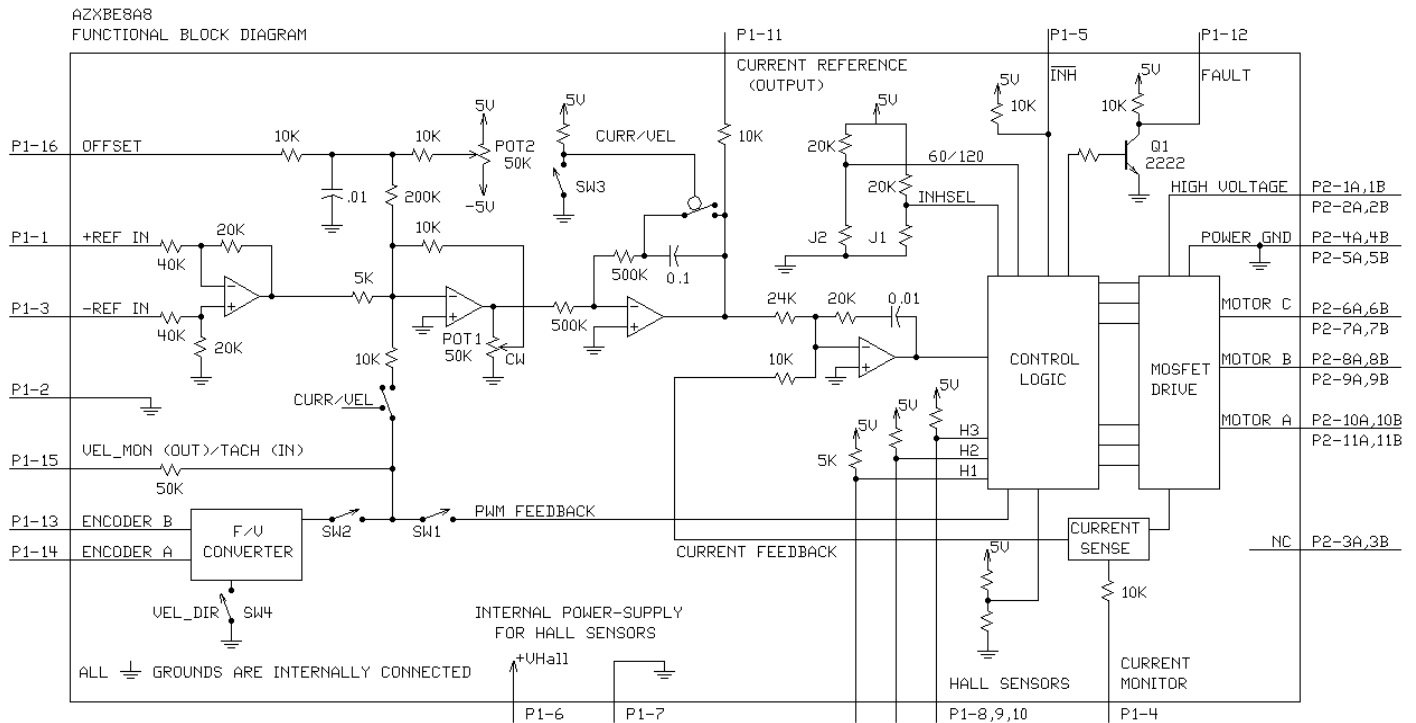 AZXBE8A8
FUNCTIONAL BLOCK DIAGRAM
P1-11
P1-5
P1-12
CURRENT REFERENCE
(OUTPUT)
INH
FAULT
5V
10K
5V
10K
5V
5V
5V
P1-16
OFFSET
10K
10K
POT2
50K
CURR/VEL
10K
20K
60/120
Q1
2222
.01
200K
-5V
SW3
20K
INHSEL
HIGH VOLTAGE
P2-1A,1B
P2-2A,2B
P1-1
+REF IN
20K
40K
10K
J2
J1
POWER GND
P2-4A,4B
P2-5A,5B
500K
0.1
5K
P1-3
-REF IN
40K
20K
500K
24K
20K
0.01
MOTOR C
P2-6A,6B
P2-7A,7B
POT1
50K
CW
10K
10K
CONTROL
LOGIC
MOSFET
DRIVE
MOTOR B
P2-8A,8B
P2-9A,9B
P1-2
CURR/VEL
5V
5V
5V
MOTOR A
P2-10A,10B
P2-11A,11B
P1-15
VEL_MON (OUT)/TACH (IN)
50K
5K
H3
H2
H1
P1-13
ENCODER B
F/V
CONVERTER
SW2
SW1
PWM FEEDBACK
P1-14
ENCODER A
CURRENT FEEDBACK
CURRENT
SENSE
NC
P2-3A,3B
5V
10K
VEL_DIR
SW4
INTERNAL POWER-SUPPLY
FOR HALL SENSORS
+VHall
ALL
GROUNDS ARE INTERNALLY CONNECTED
HALL SENSORS
CURRENT
MONITOR
P1-6
P1-7
P1-8,9,10
P1-4